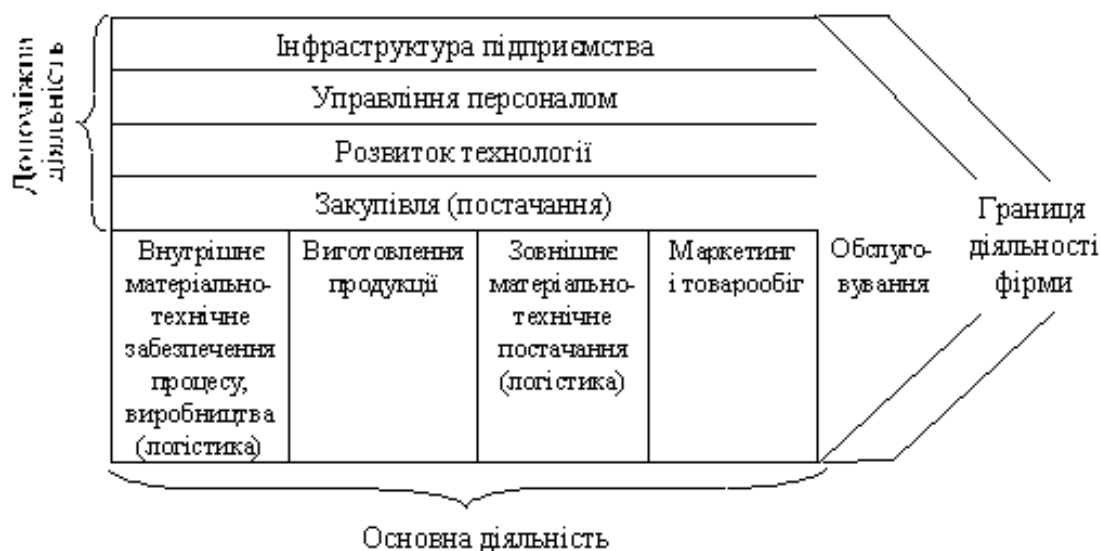 Допоміжна
діяльність
Інфраструктура підприємства
Управління персоналом
Розвиток технології
Закупівля (постачання)
Внутрішнє
матеріально-
технічне
забезпечення
процесу,
виробництва
(логістика)
Виготовлення
продукції
Зовнішнє
матеріально-
технічне
постачання
(логістика)
Маркетинг
і товарообіг
Обслуго-
вування
Границя
діяльності
фірми
Основна діяльність